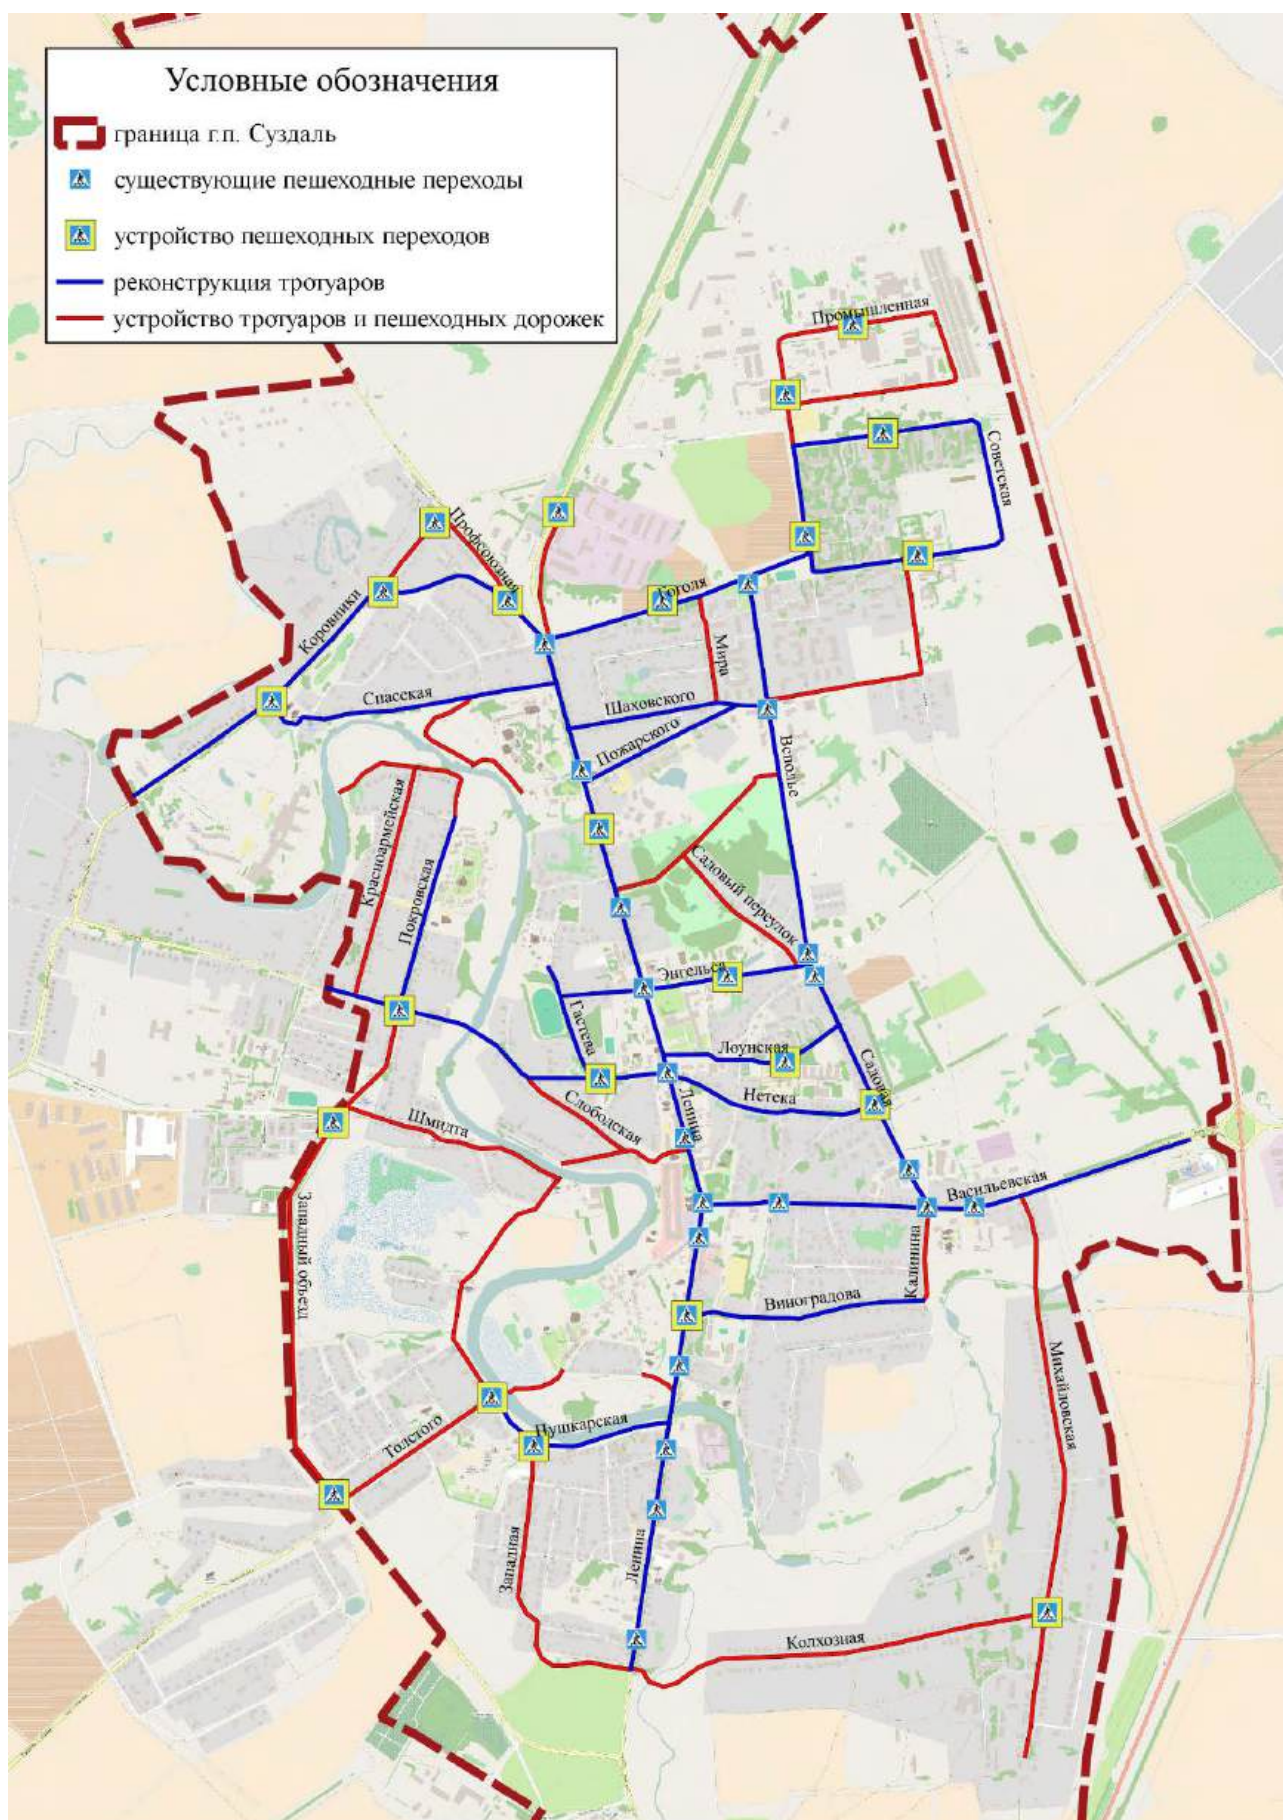 Условные обозначения
граница г.п. Суздаль
существующие пешеходные переходы
устройство пешеходных переходов
реконструкция тротуаров
устройство тротуаров и пешеходных дорожек
Промышленная
Советская
Профсоюзная
Гоголя
Коровники
Мира
Спасская
Шаховского
Пожарского
Всполье
Красноармейская
Покровская
Садовый переулок
Энгельса
Гастева
Лоунская
Садовая
Нетека
Ленина
Слободская
Шмидта
Васильевская
Западный объезд
Калинина
Виноградова
Михайловская
Толстого
Пушкарская
Западная
Ленина
Колхозная